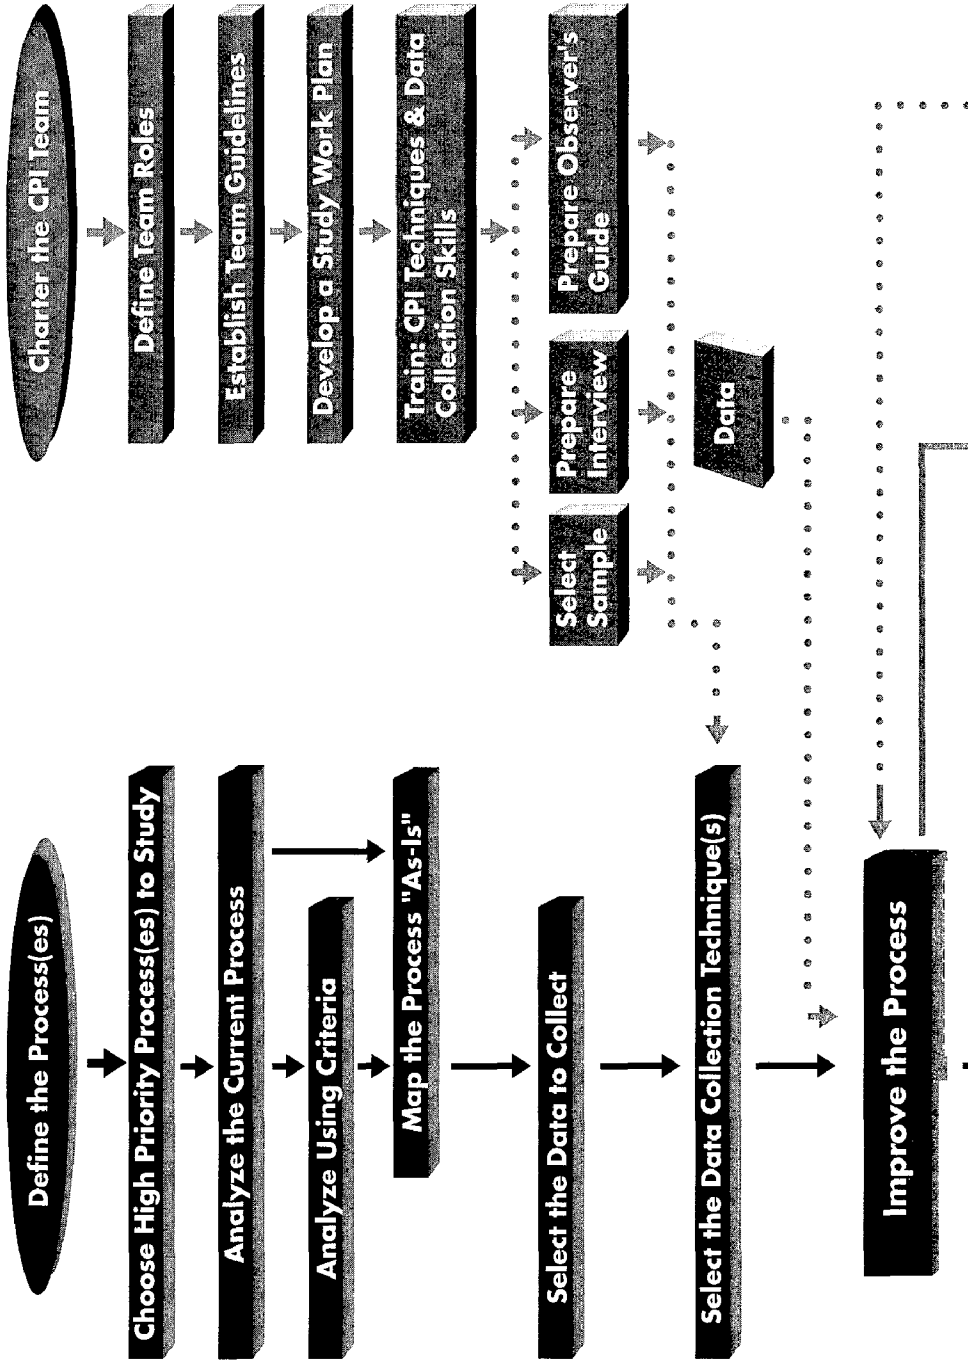 Charter the CPI Team
Define Team Roles
Establish Team Guidelines
Develop a Study Work Plan
Train: CPI Techniques & Data
Collection Skills
Select
Sample
Prepare
Interview
Prepare Observer's
Guide
Data
Define the Process(es)
Choose High Priority Process(es) to Study
Analyze the Current Process
Analyze Using Criteria
Map the Process "As-Is"
Select the Data to Collect
Select the Data Collection Technique(s)
Improve the Process